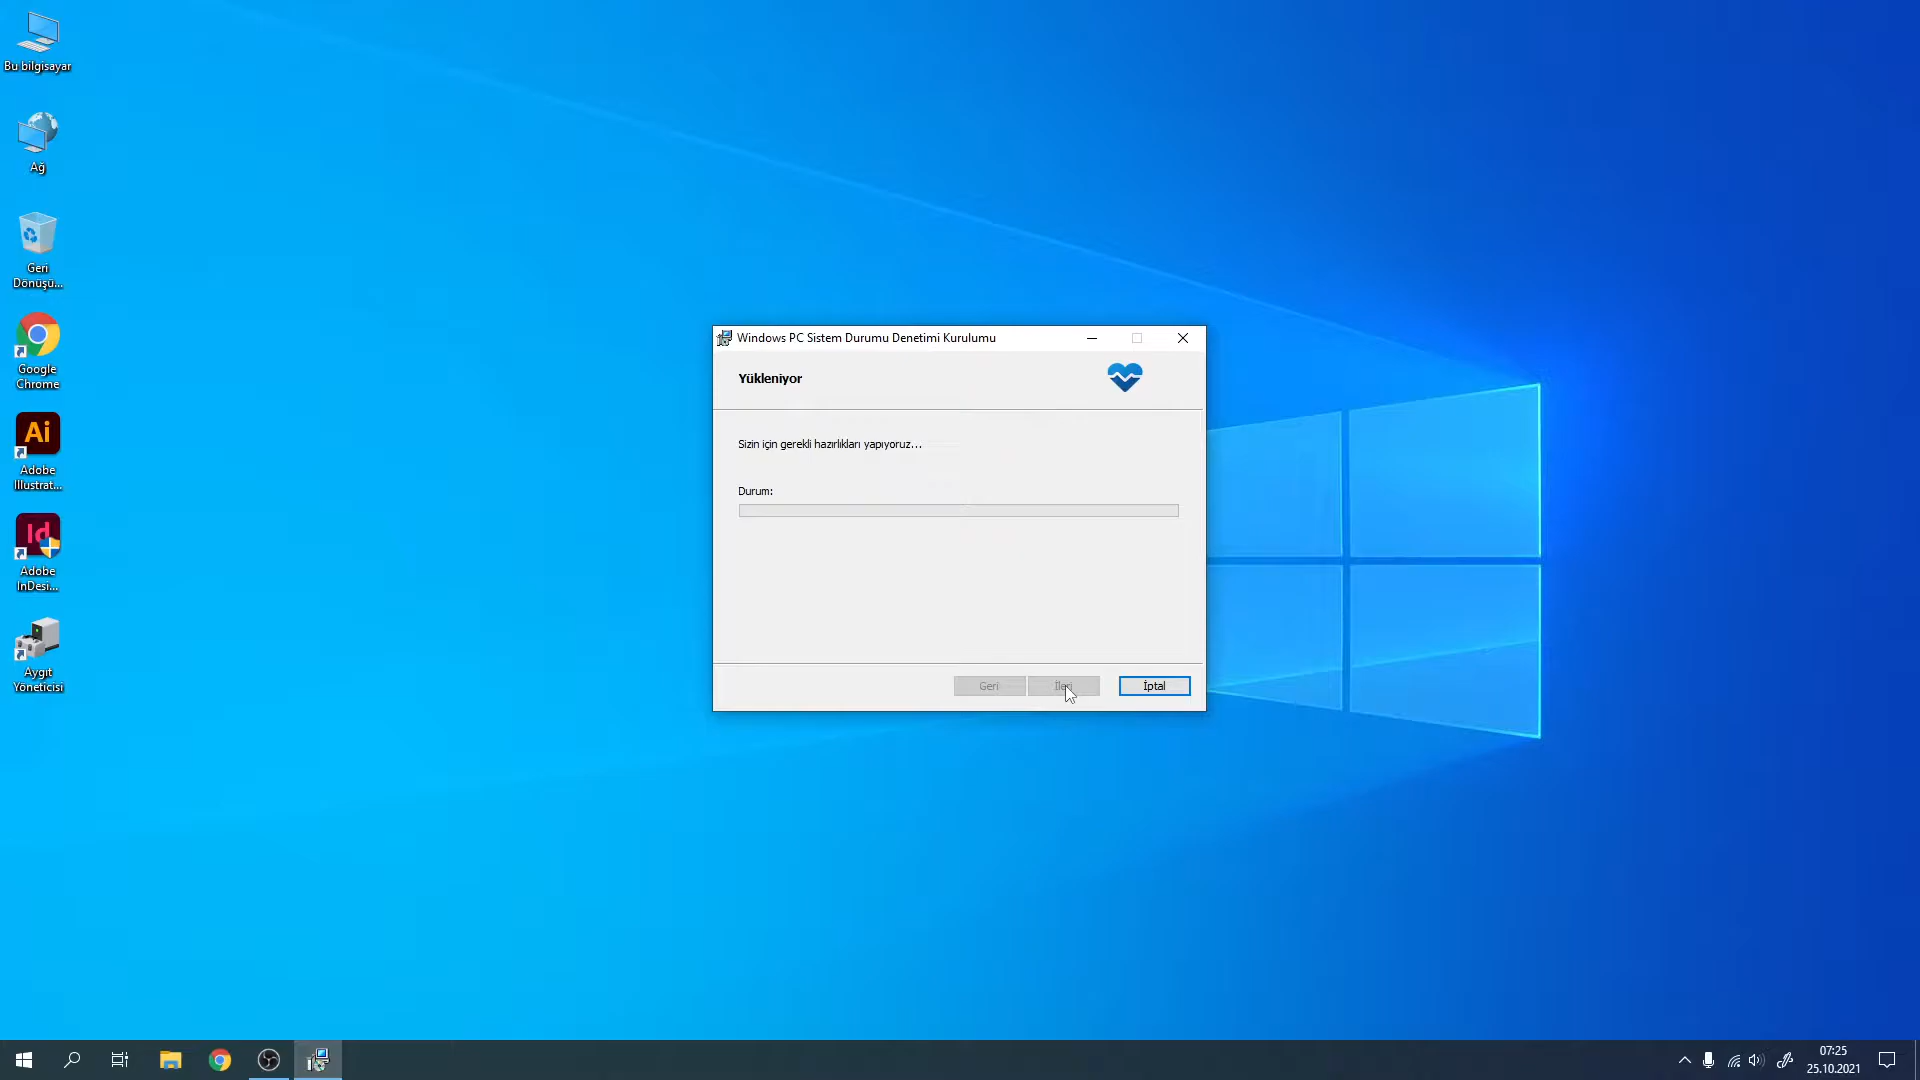 Bu bilgisayar
Ağ
Geri
Dönüşü...
Google
Chrome
Ai
Adobe
Illustrat...
Id
Adobe
InDesi...
Aygıt
Yöneticisi
Windows PC Sistem Durumu Denetimi Kurulumu
Yükleniyor
Sizin için gerekli hazırlıkları yapıyoruz...
Durum:
Geri
İleri
İptal
07:25
25.10.2021